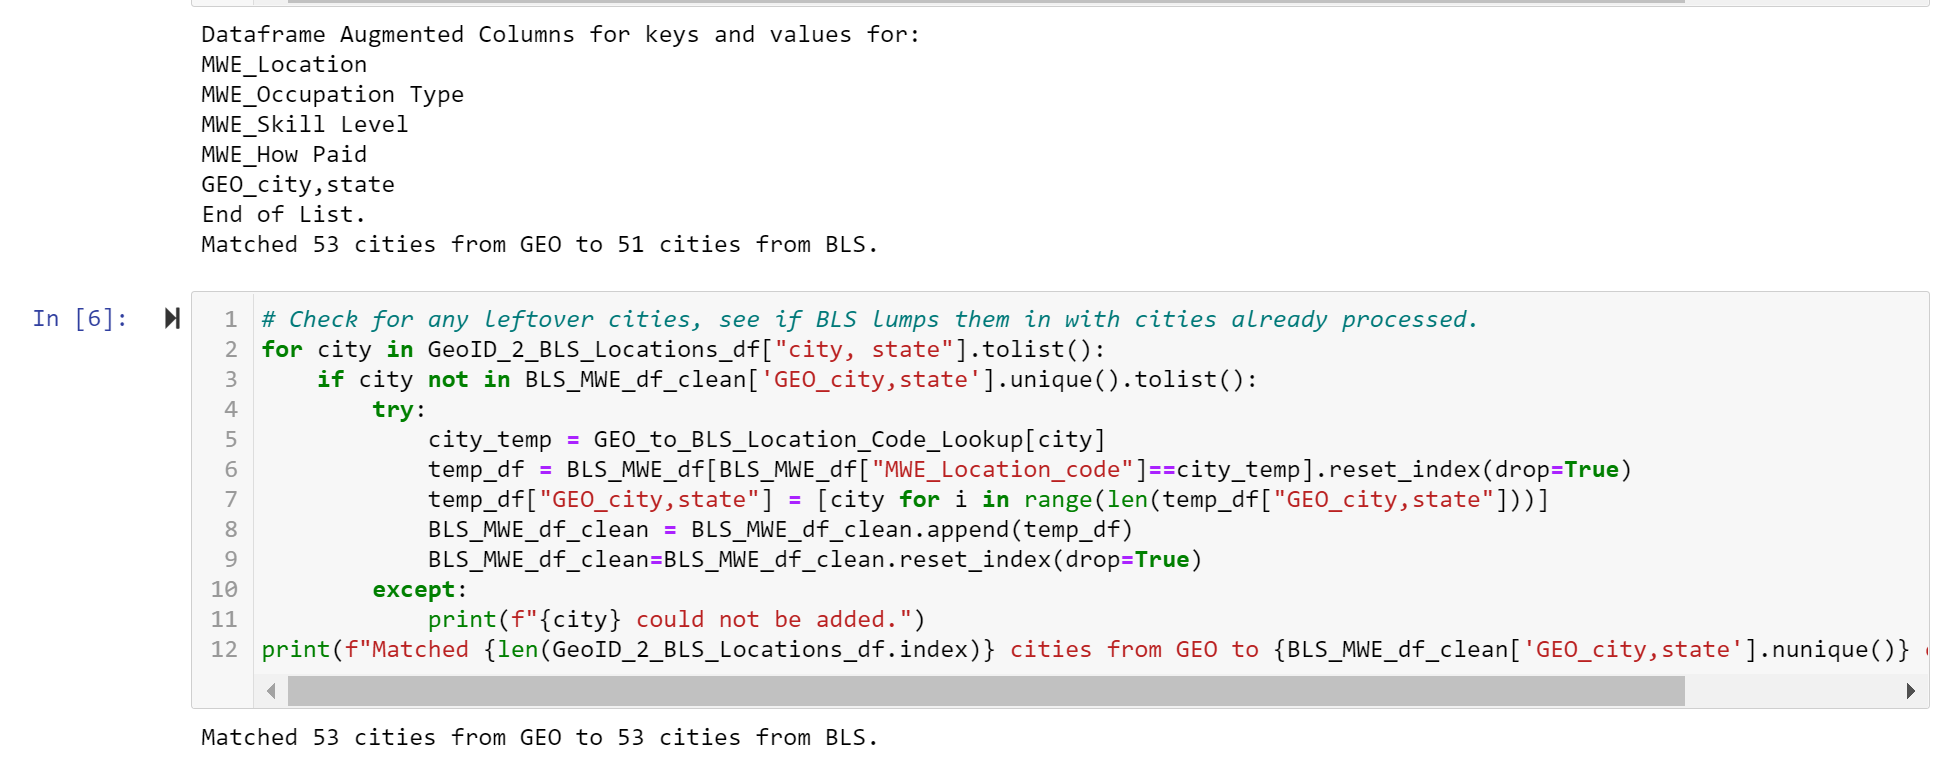 Dataframe Augmented Columns for keys and values for:
MWE_Location
MWE_Occupation Type
MWE_Skill Level
MWE_How Paid
GEO_city,state
End of List.
Matched 53 cities from GEO to 51 cities from BLS.
In [6]:
1 # Check for any leftover cities, see if BLS lumps them in with cities already processed.
2 for city in GeoID_2_BLS_Locations_df["city, state"].tolist():
3     if city not in BLS_MWE_df_clean['GEO_city,state'].unique().tolist():
4         try:
5             city_temp = GEO_to_BLS_Location_Code_Lookup[city]
6             temp_df = BLS_MWE_df[BLS_MWE_df["MWE_Location_code"]==city_temp].reset_index(drop=True)
7             temp_df["GEO_city,state"] = [city for i in range(len(temp_df["GEO_city,state"]))]
8             BLS_MWE_df_clean = BLS_MWE_df_clean.append(temp_df)
9             BLS_MWE_df_clean=BLS_MWE_df_clean.reset_index(drop=True)
10         except:
11             print(f"{city} could not be added.")
12 print(f"Matched {len(GeoID_2_BLS_Locations_df.index)} cities from GEO to {BLS_MWE_df_clean['GEO_city,state'].nunique()}
Matched 53 cities from GEO to 53 cities from BLS.